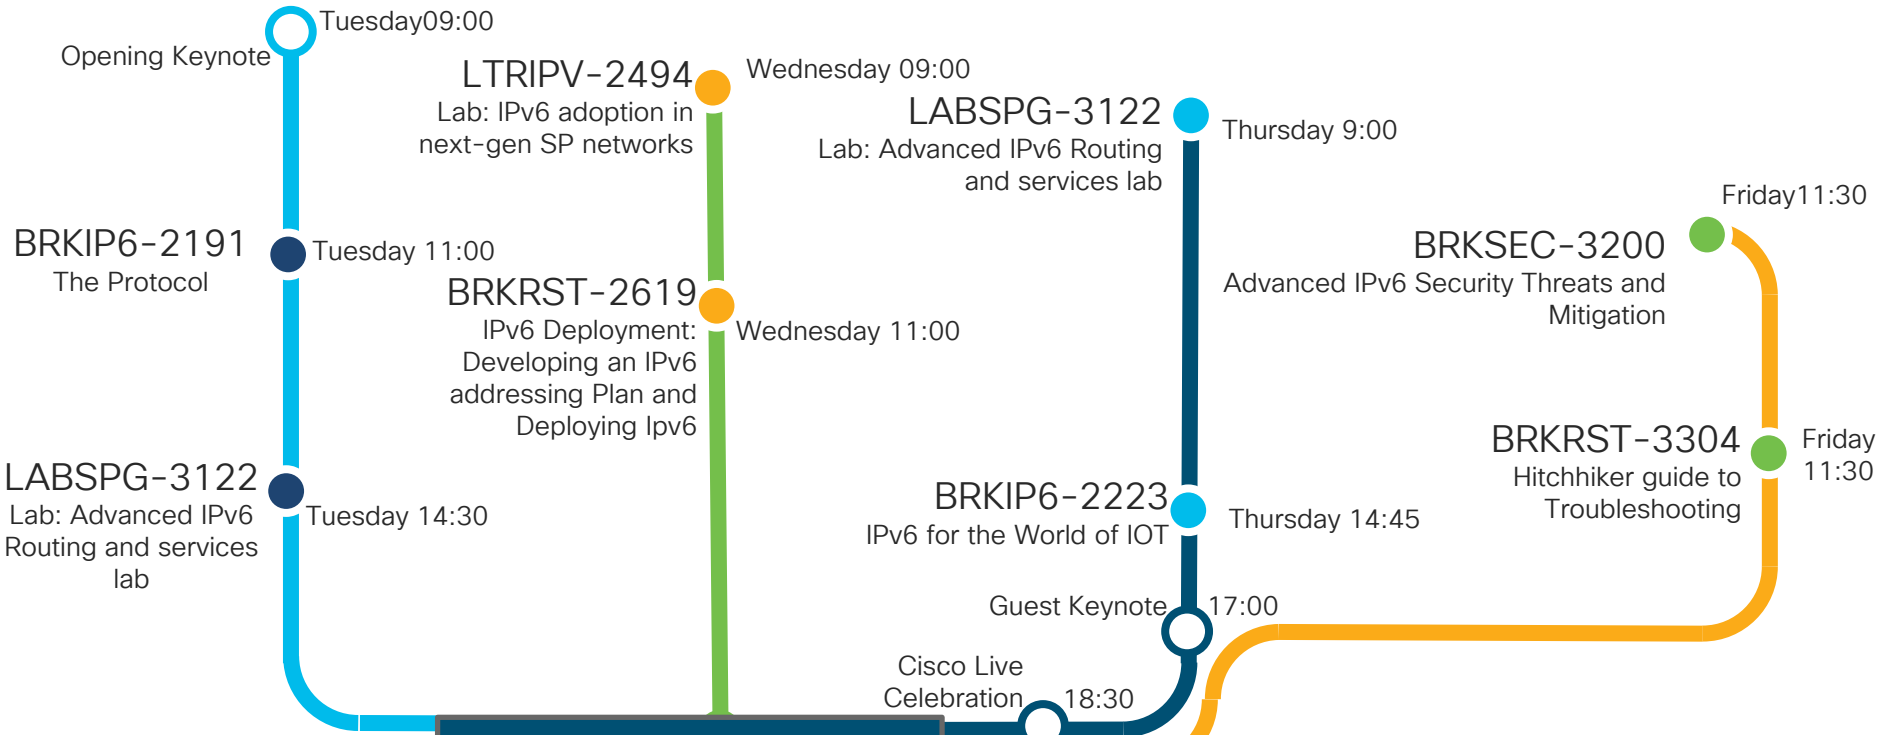 Tuesday09:00
Opening Keynote
BRKIP6-2191
The Protocol
Tuesday 11:00
LABSPG-3122
Lab: Advanced IPv6
Routing and services
lab
Tuesday 14:30
LTRIPV-2494
Lab: IPv6 adoption in
next-gen SP networks
Wednesday 09:00
BRKRST-2619
IPv6 Deployment:
Developing an IPv6
addressing Plan and
Deploying Ipv6
Wednesday 11:00
LABSPG-3122
Lab: Advanced IPv6 Routing
and services lab
Thursday 9:00
BRKIP6-2223
IPv6 for the World of IOT
Thursday 14:45
Guest Keynote
17:00
Cisco Live
Celebration
18:30
Friday11:30
BRKSEC-3200
Advanced IPv6 Security Threats and
Mitigation
BRKRST-3304
Hitchhiker guide to
Troubleshooting
Friday
11:30